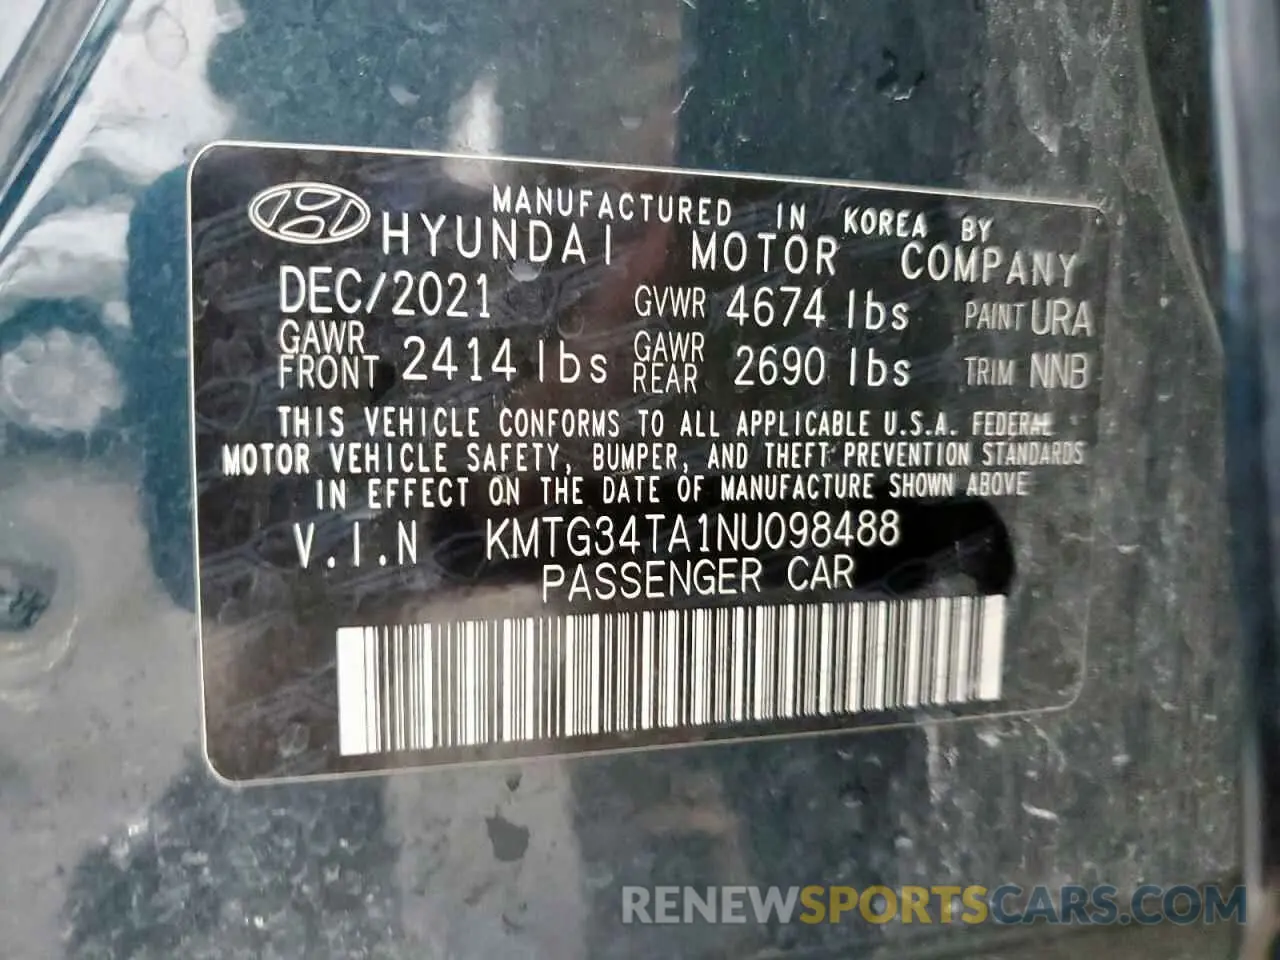 MANUFACTURED IN KOREA BY
HYUNDAI MOTOR COMPANY
DEC/2021 GVWR 4674 lbs PAINT URA
GAWR FRONT 2414 lbs GAWR REAR 2690 lbs TRIM NNB
THIS VEHICLE CONFORMS TO ALL APPLICABLE U.S.A. FEDERAL
MOTOR VEHICLE SAFETY, BUMPER, AND THEFT PREVENTION STANDARDS
IN EFFECT ON THE DATE OF MANUFACTURE SHOWN ABOVE
V.I.N KMTG34TA1NU098488
PASSENGER CAR
RENEWSPORTSCARS.COM